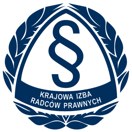 §
KRAJOWA IZBA
RADCÓW PRAWNYCH